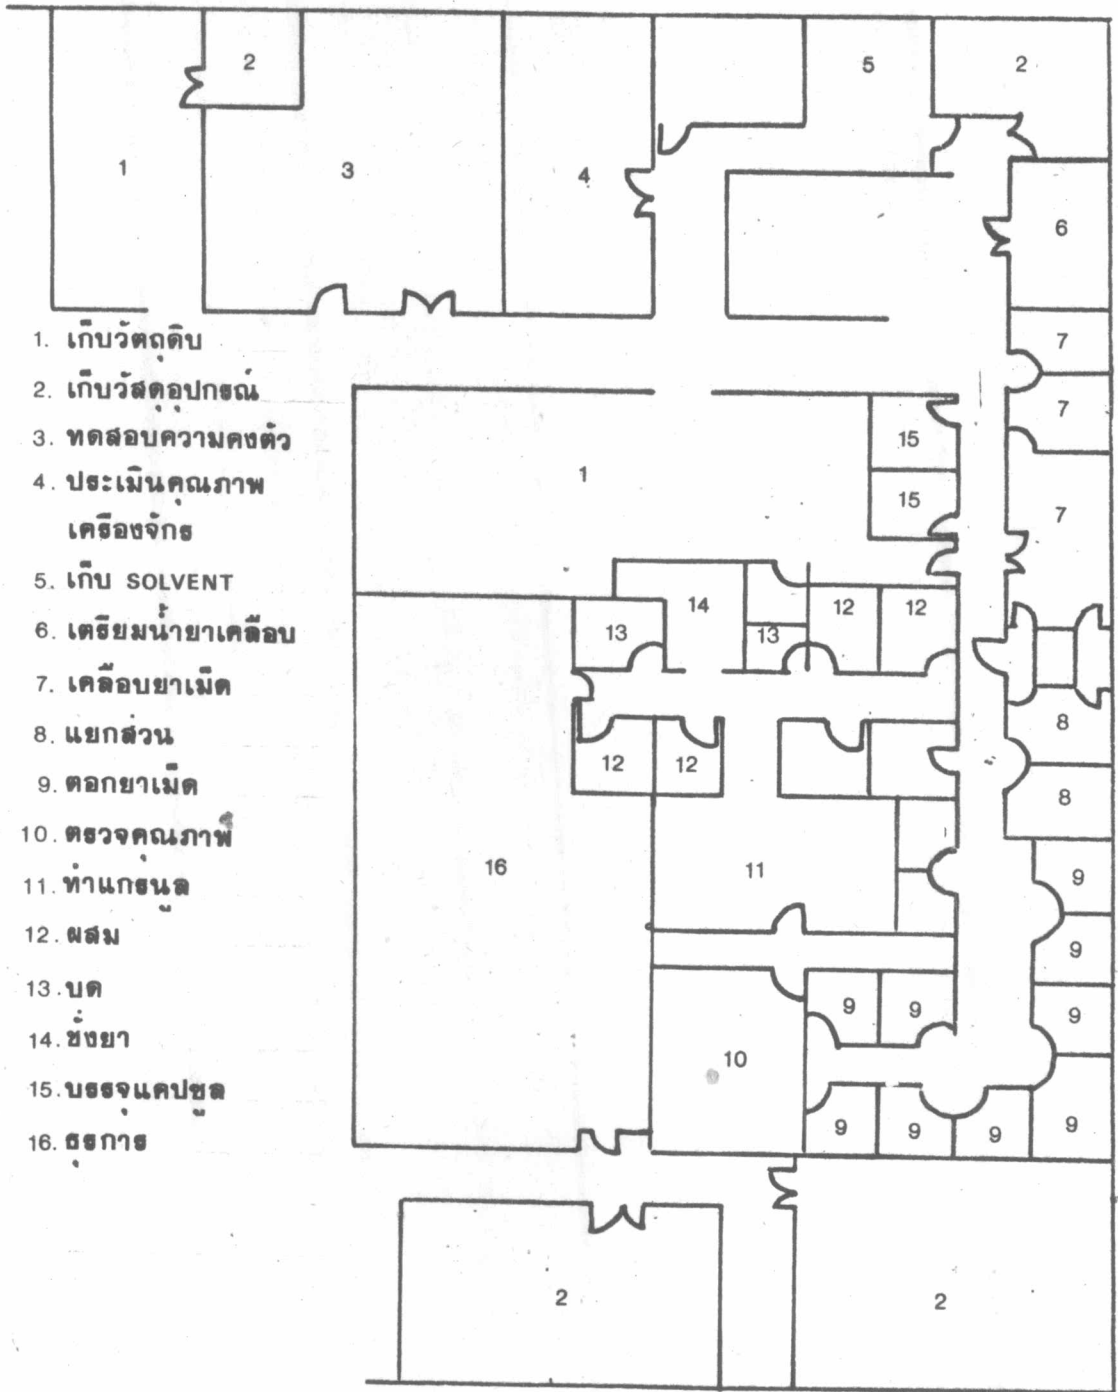 2
5
2
1
3
4
6
1. เก็บวัตถุดิบ
2. เก็บวัสดุอุปกรณ์
3. ทดสอบความคงตัว
4. ประเมินคุณภาพ
เครื่องจักร
5. เก็บ SOLVENT
6. เตรียมน้ำยาเคลือบ
7. เคลือบยาเม็ด
8. แยกส่วน
9. ตอกยาเม็ด
10. ตรวจคุณภาพ
11. ทำแกรนูล
12. ผสม
13. บด
14. ชั่งยา
15. บรรจุแคปซูล
16. ธุรการ
7
7
15
1
15
7
14
12
12
13
13
8
12
12
8
16
11
9
9
9
9
9
10
9
9
9
9
2
2